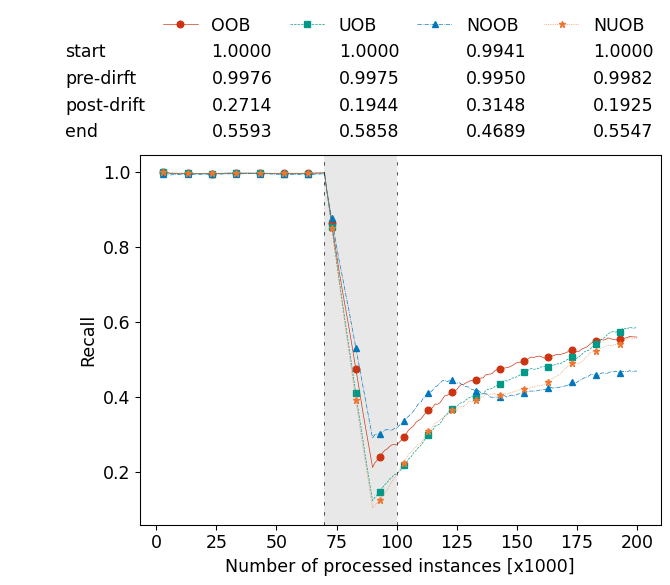 OOB UOB NOOB NUOB
start 1.0000 1.0000 0.9941 1.0000
pre-dirft 0.9976 0.9975 0.9950 0.9982
post-drift 0.2714 0.1944 0.3148 0.1925
end 0.5593 0.5858 0.4689 0.5547
1.0
0.8
0.6
0.4
0.2
Recall
0 25 50 75 100 125 150 175 200
Number of processed instances [x1000]